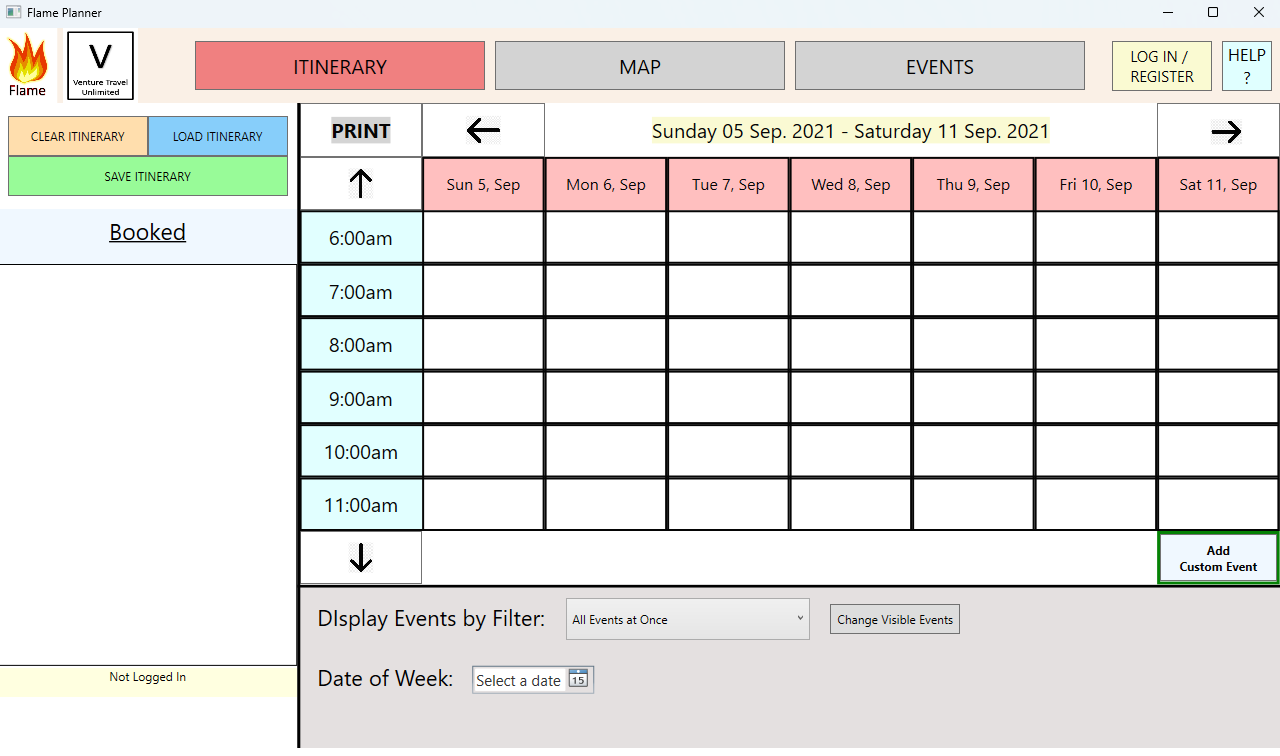 Flame Planner
Flame
V
Venture Travel
Unlimited
ITINERARY
MAP
EVENTS
LOG IN /
REGISTER
HELP
?
CLEAR ITINERARY
LOAD ITINERARY
SAVE ITINERARY
Booked
Not Logged In
PRINT
Sunday 05 Sep. 2021 - Saturday 11 Sep. 2021
Sun 5, Sep
Mon 6, Sep
Tue 7, Sep
Wed 8, Sep
Thu 9, Sep
Fri 10, Sep
Sat 11, Sep
6:00am
7:00am
8:00am
9:00am
10:00am
11:00am
Add
Custom Event
DIsplay Events by Filter:
All Events at Once
Change Visible Events
Date of Week:
Select a date
15